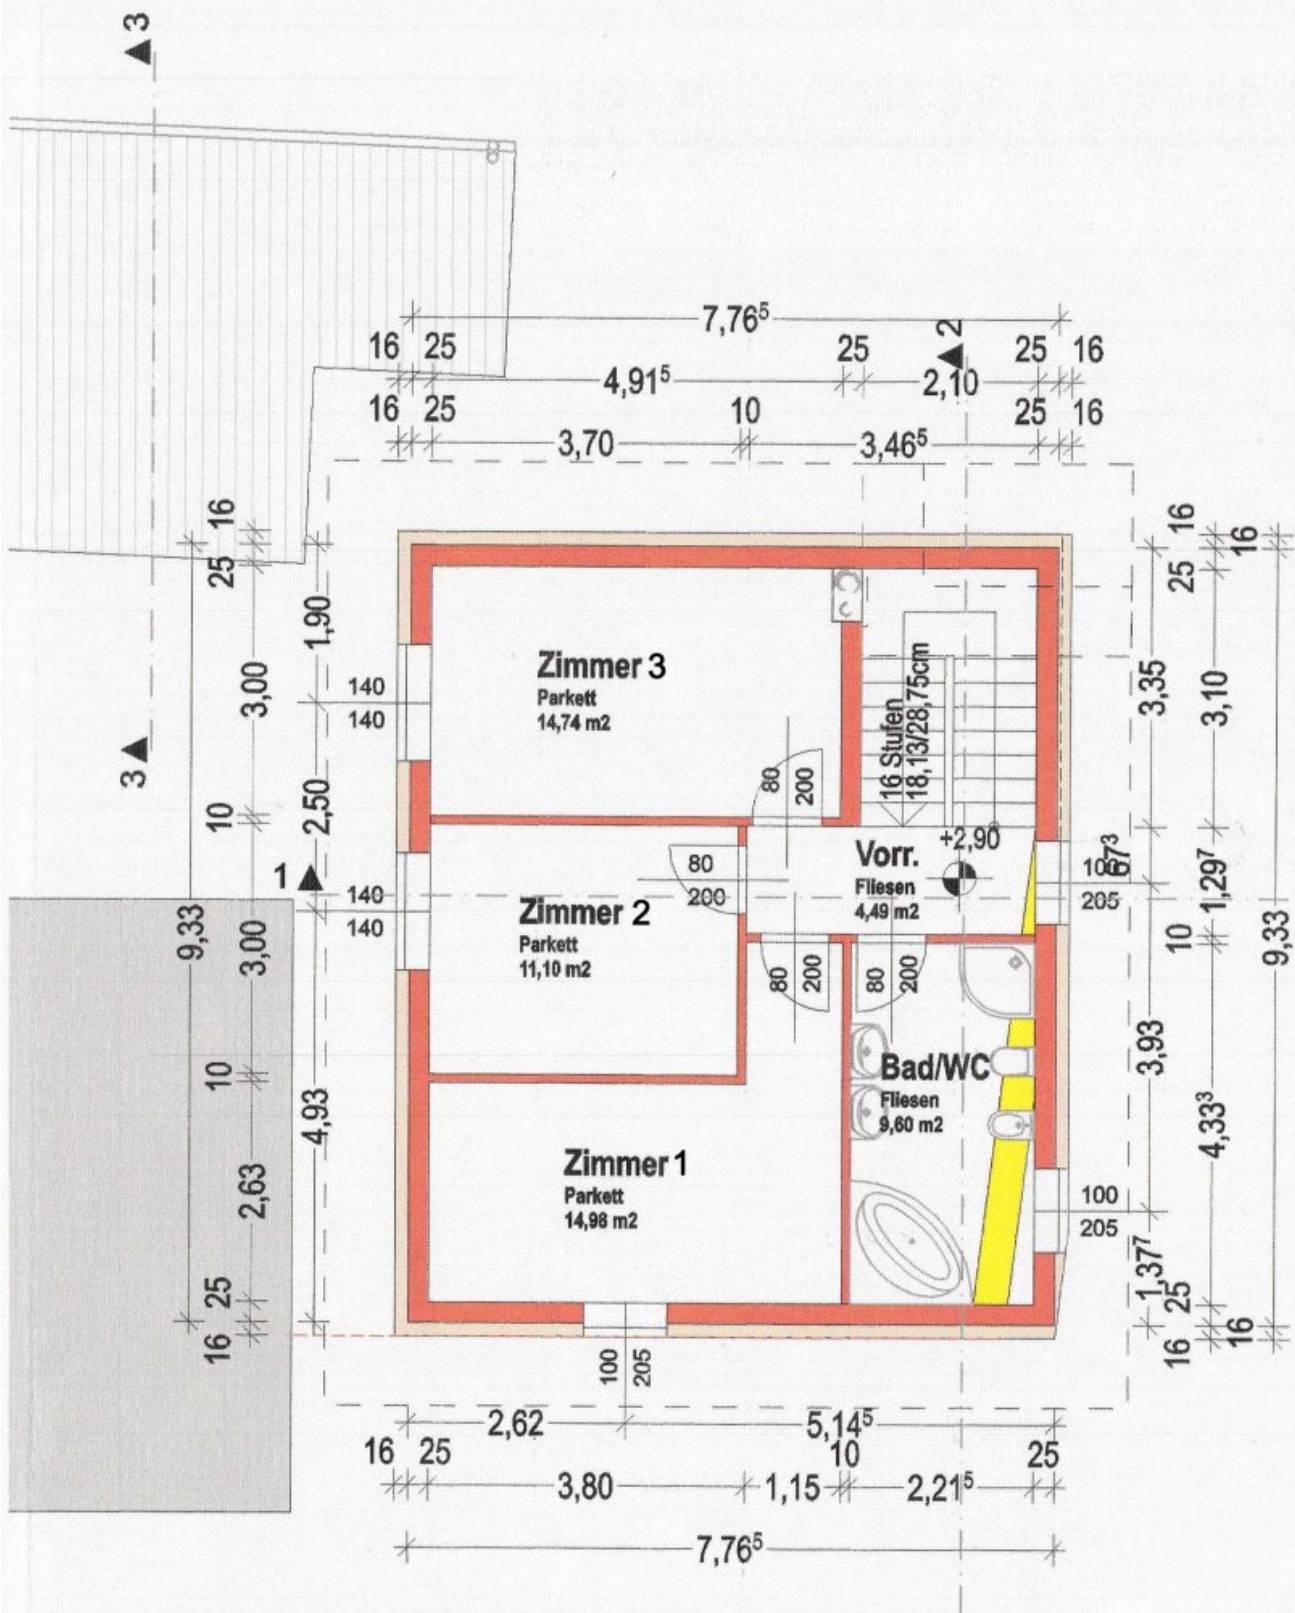 3
7,76⁵
2
16 25 25 25 16
4,91⁵ 2,10
16 25 10 25 16
3,70 3,46⁵
16
25
1,90
3,00
140
140
3
2,50
10
1
140
140
9,33
3,00
10
4,93
2,63
25
16
Zimmer 3
Parkett
14,74 m2
80
200
16 Stufen
18,13/28,75cm
+2,90
Zimmer 2
Parkett
11,10 m2
80
200
Vorr.
Fliesen
4,49 m2
80
200
80
200
Bad/WC
Fliesen
9,60 m2
Zimmer 1
Parkett
14,98 m2
16
16
25
3,35
3,10
100
205
67³
1,29⁷
10
9,33
3,93
4,33³
100
205
1,37⁷
25
16
16
100
205
2,62 5,14⁵
16 25 10 25
3,80 1,15 2,21⁵
7,76⁵